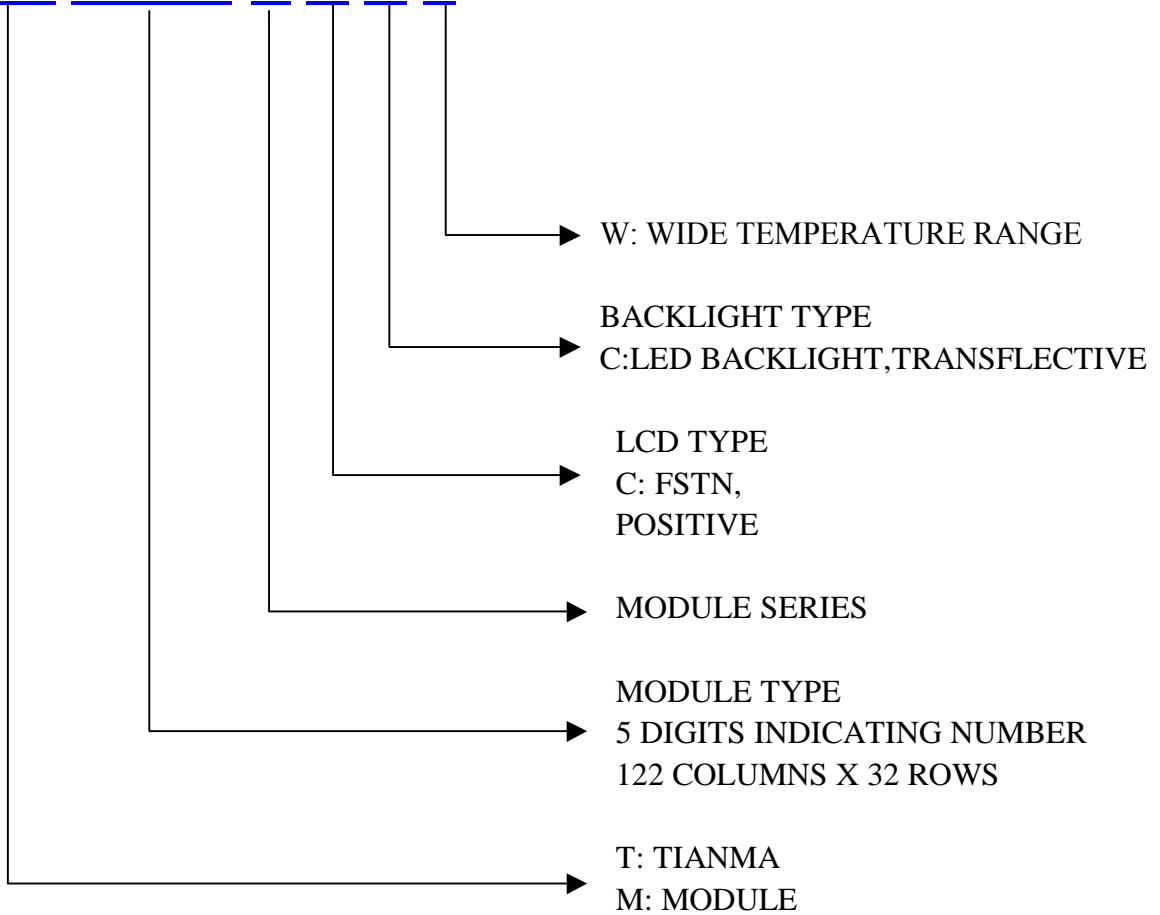 W: WIDE TEMPERATURE RANGE
BACKLIGHT TYPE
C:LED BACKLIGHT,TRANSFLECTIVE
LCD TYPE
C: FSTN,
POSITIVE
MODULE SERIES
MODULE TYPE
5 DIGITS INDICATING NUMBER
122 COLUMNS X 32 ROWS
T: TIANMA
M: MODULE